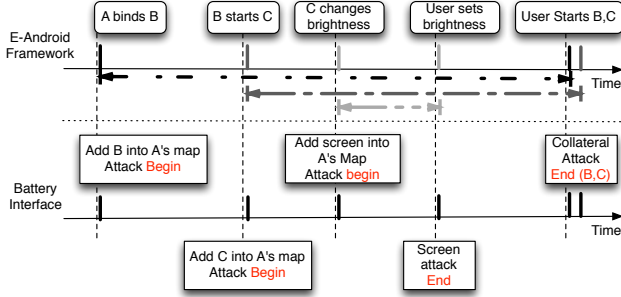 A binds B
B starts C
C changes
brightness
User sets
brightness
User Starts B,C
E-Android
Framework
Time
Add B into A's map
Attack Begin
Add screen into
A's Map
Attack begin
Collateral
Attack
End (B,C)
Battery
Interface
Time
Add C into A's map
Attack Begin
Screen
attack
End